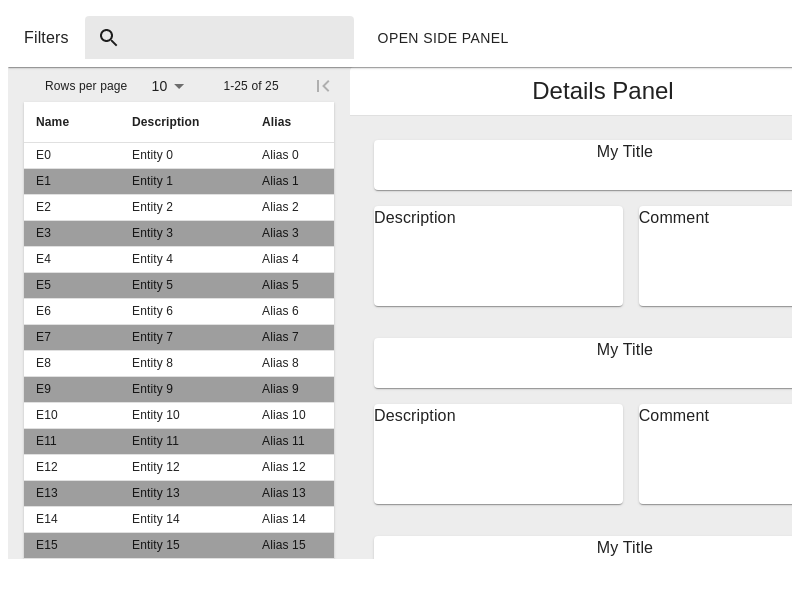 Filters
OPEN SIDE PANEL
Rows per page 10 1-25 of 25
Name Description Alias
E0 Entity 0 Alias 0
E1 Entity 1 Alias 1
E2 Entity 2 Alias 2
E3 Entity 3 Alias 3
E4 Entity 4 Alias 4
E5 Entity 5 Alias 5
E6 Entity 6 Alias 6
E7 Entity 7 Alias 7
E8 Entity 8 Alias 8
E9 Entity 9 Alias 9
E10 Entity 10 Alias 10
E11 Entity 11 Alias 11
E12 Entity 12 Alias 12
E13 Entity 13 Alias 13
E14 Entity 14 Alias 14
E15 Entity 15 Alias 15
Details Panel
My Title
Description Comment
My Title
Description Comment
My Title